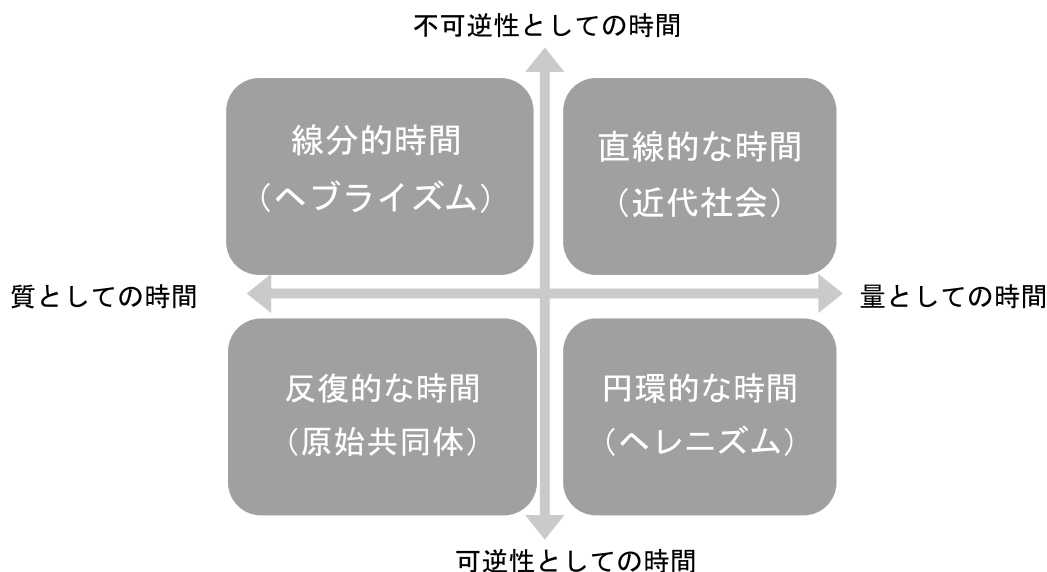 不可逆性としての時間
線分的時間
（ヘブライズム）
直線的な時間
（近代社会）
質としての時間
量としての時間
反復的な時間
（原始共同体）
円環的な時間
（ヘレニズム）
可逆性としての時間